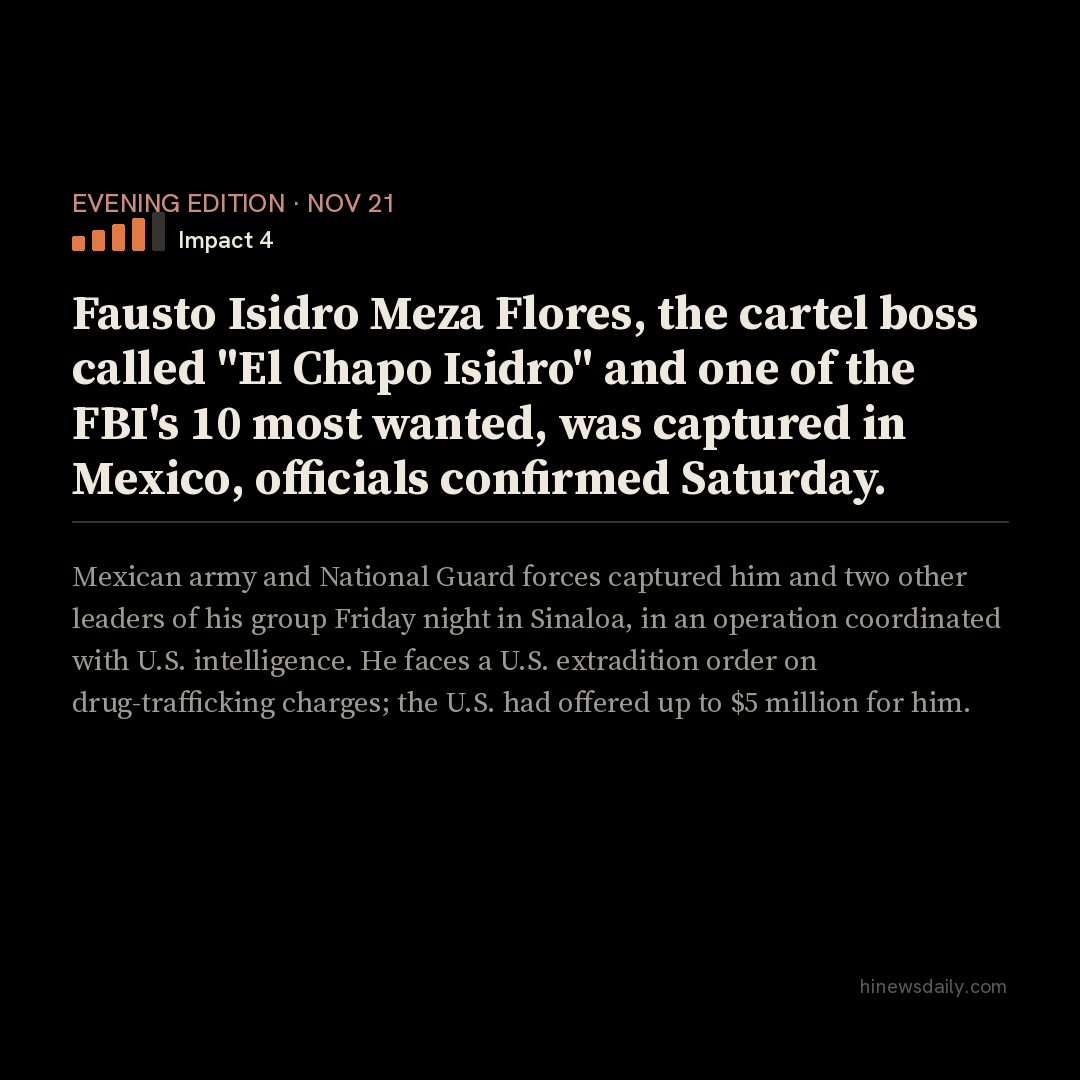 EVENING EDITION · NOV 21
Impact 4
Fausto Isidro Meza Flores, the cartel boss
called "El Chapo Isidro" and one of the
FBI's 10 most wanted, was captured in
Mexico, officials confirmed Saturday.
Mexican army and National Guard forces captured him and two other
leaders of his group Friday night in Sinaloa, in an operation coordinated
with U.S. intelligence. He faces a U.S. extradition order on
drug-trafficking charges; the U.S. had offered up to $5 million for him.
hinewsdaily.com